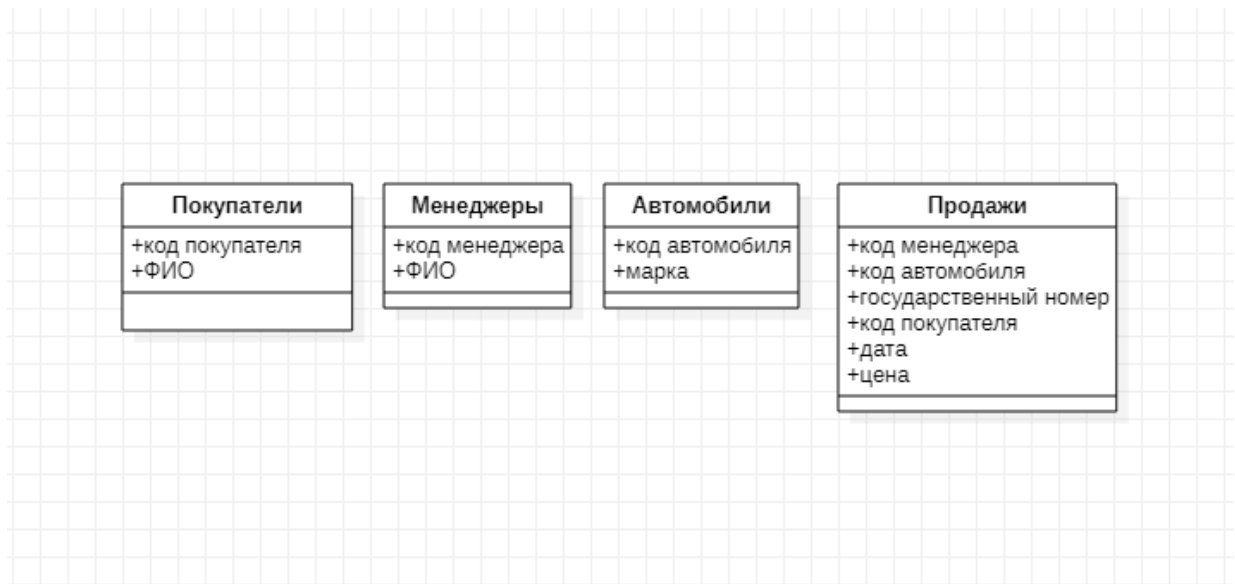 Покупатели
+код покупателя
+ФИО
Менеджеры
+код менеджера
+ФИО
Автомобили
+код автомобиля
+марка
Продажи
+код менеджера
+код автомобиля
+государственный номер
+код покупателя
+дата
+цена